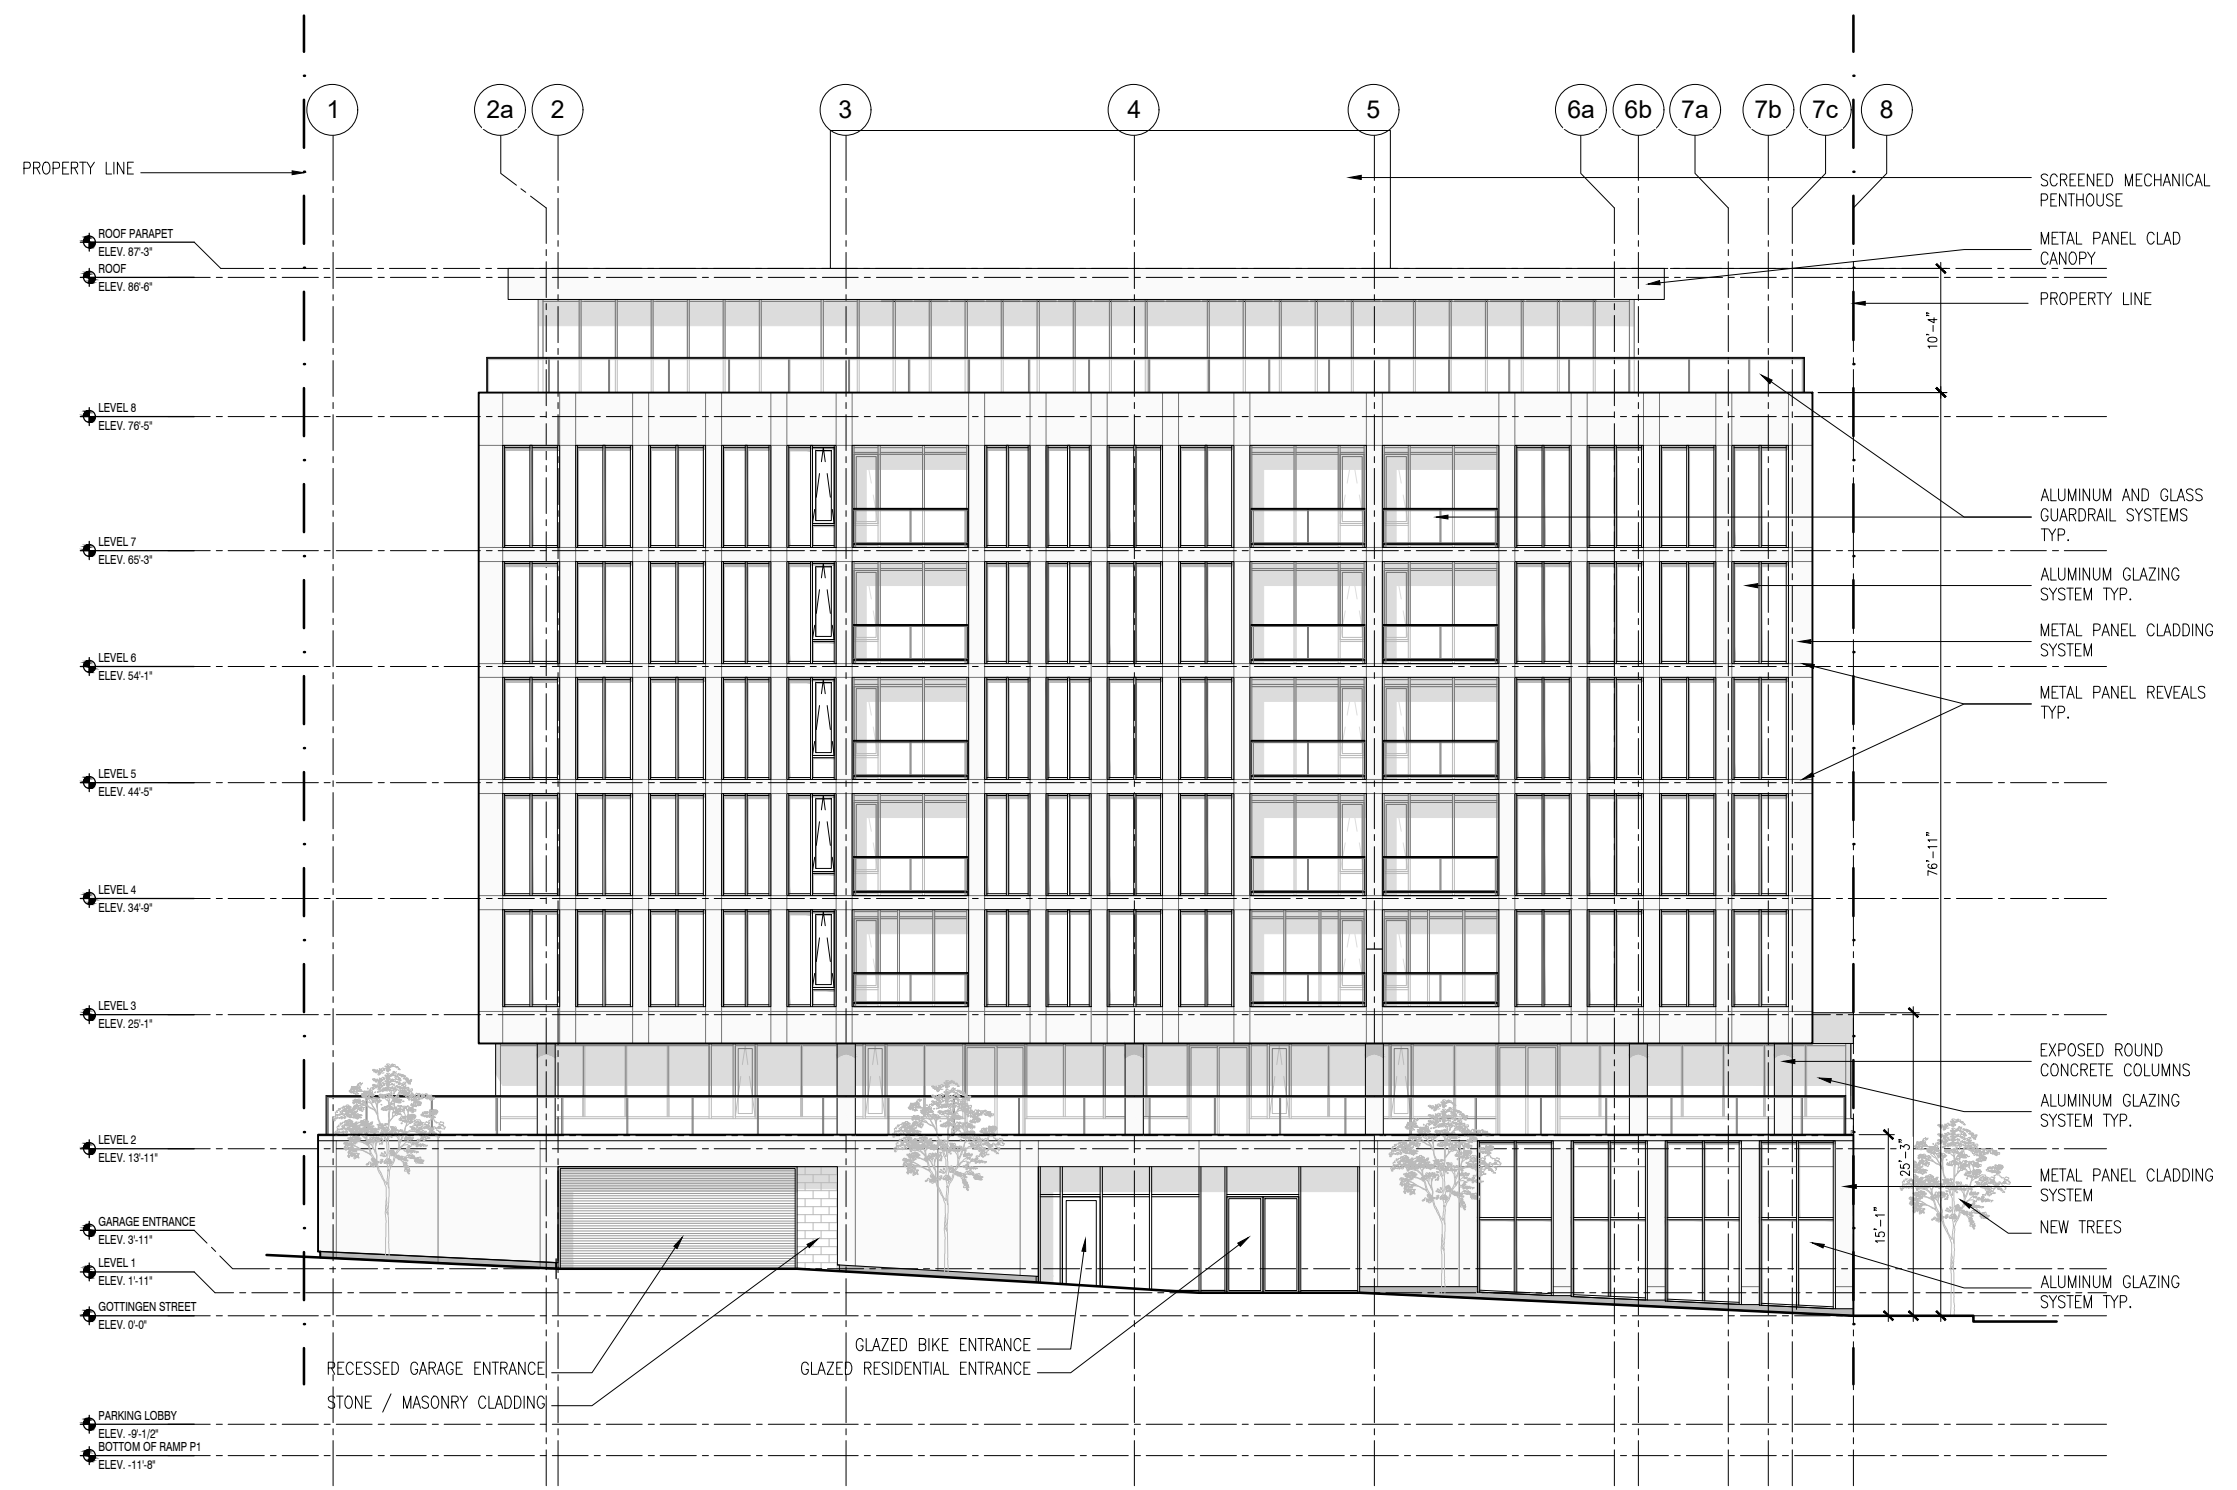 1
2a
2
3
4
5
6a
6b
7a
7b
7c
8
PROPERTY LINE
ROOF PARAPET
ELEV. 87'-3"
ROOF
ELEV. 86'-6"
LEVEL 8
ELEV. 76'-5"
LEVEL 7
ELEV. 65'-3"
LEVEL 6
ELEV. 54'-1"
LEVEL 5
ELEV. 44'-5"
LEVEL 4
ELEV. 34'-9"
LEVEL 3
ELEV. 25'-1"
LEVEL 2
ELEV. 13'-11"
GARAGE ENTRANCE
ELEV. 3'-11"
LEVEL 1
ELEV. 1'-11"
GOTTINGEN STREET
ELEV. 0'-0"
PARKING LOBBY
ELEV. -9'-1/2"
BOTTOM OF RAMP P1
ELEV. -11'-8"
SCREENED MECHANICAL
PENTHOUSE
METAL PANEL CLAD
CANOPY
PROPERTY LINE
10'-4"
ALUMINUM AND GLASS
GUARDRAIL SYSTEMS
TYP.
ALUMINUM GLAZING
SYSTEM TYP.
METAL PANEL CLADDING
SYSTEM
METAL PANEL REVEALS
TYP.
76'-11"
EXPOSED ROUND
CONCRETE COLUMNS
ALUMINUM GLAZING
SYSTEM TYP.
25'-3"
METAL PANEL CLADDING
SYSTEM
NEW TREES
15'-1"
ALUMINUM GLAZING
SYSTEM TYP.
GLAZED BIKE ENTRANCE
GLAZED RESIDENTIAL ENTRANCE
RECESSED GARAGE ENTRANCE
STONE / MASONRY CLADDING